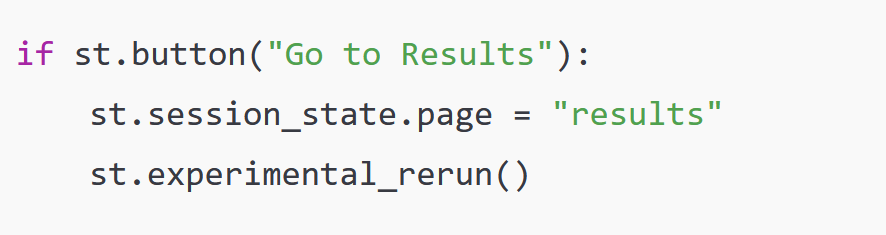 if st.button("Go to Results"):
    st.session_state.page = "results"
    st.experimental_rerun()